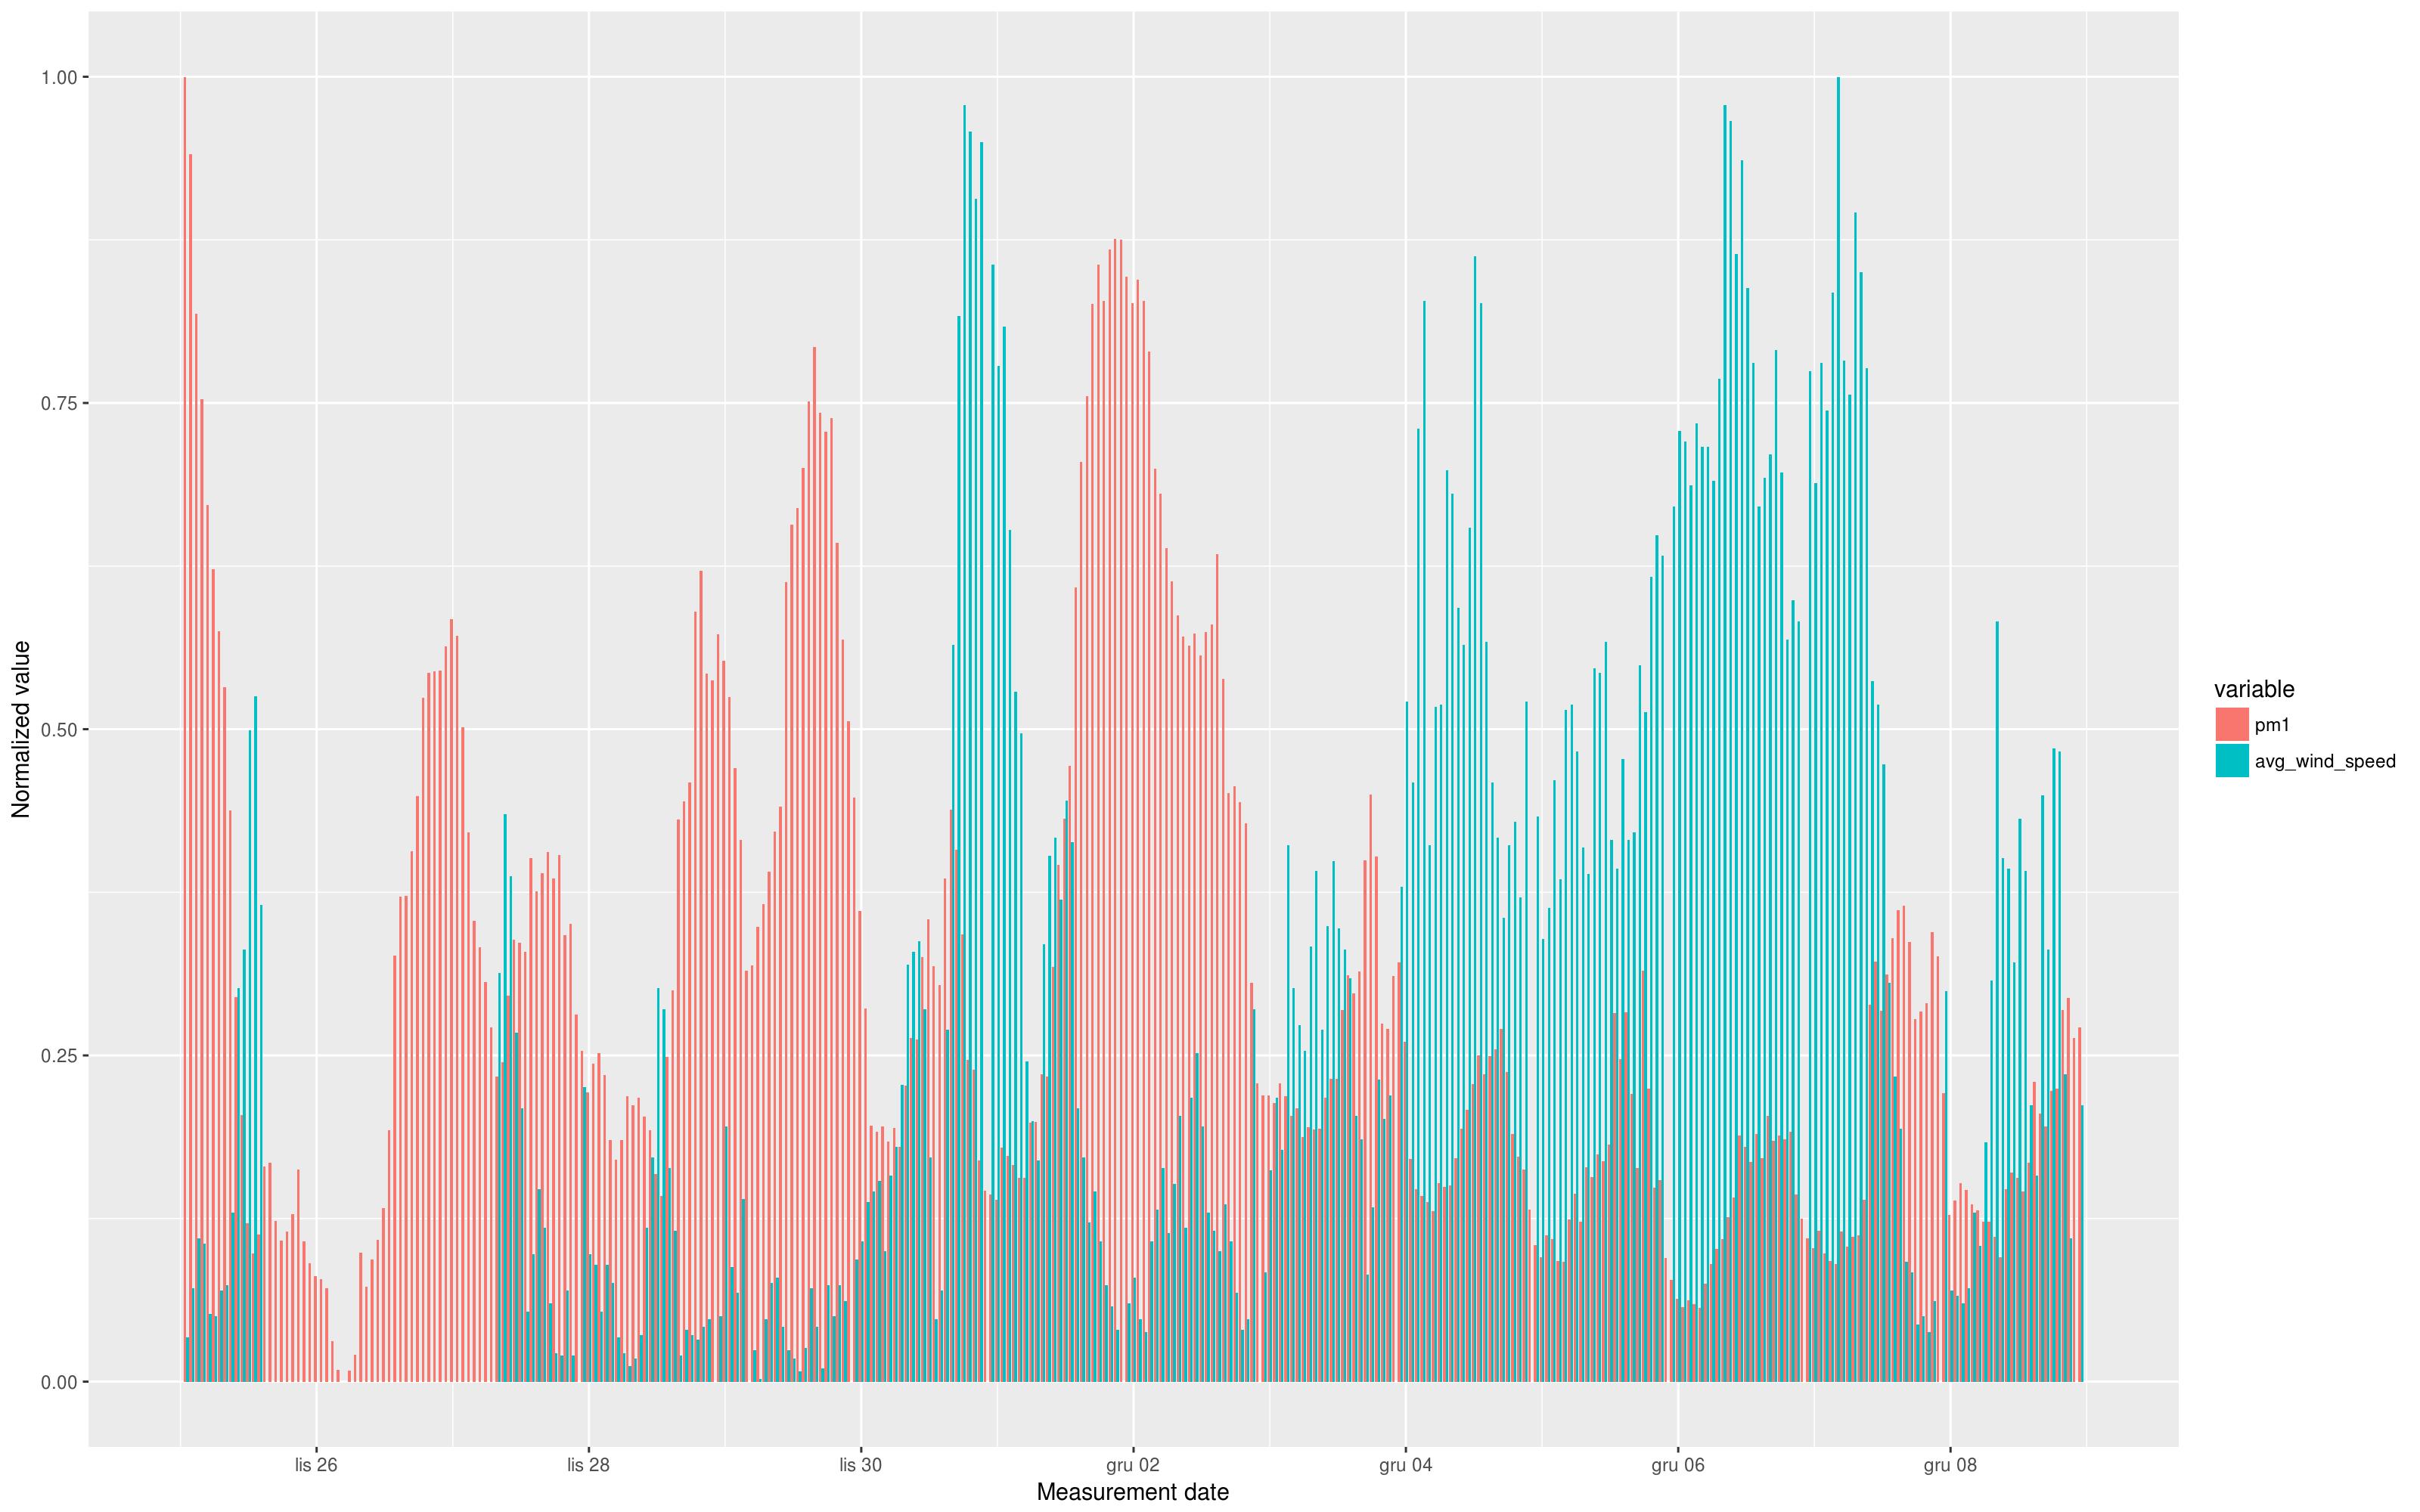 1.00
0.75
0.50
0.25
0.00
Normalized value
lis 26
lis 28
lis 30
gru 02
gru 04
gru 06
gru 08
Measurement date
variable
pm1
avg_wind_speed